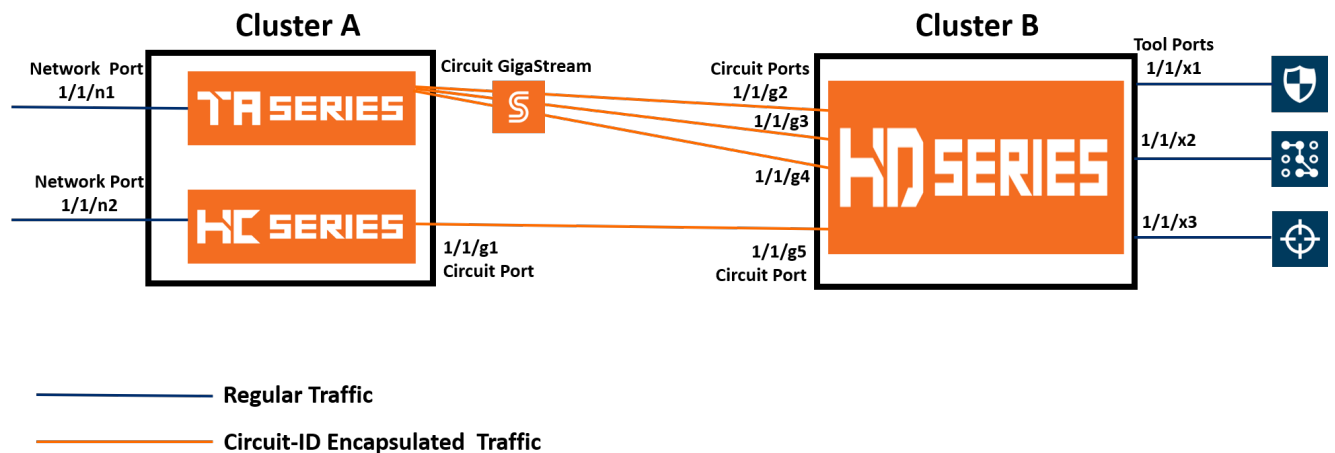 Cluster A
Cluster B
Network Port
1/1/n1
TA SERIES
Circuit GigaStream
S
Circuit Ports
1/1/g2
1/1/g3
1/1/g4
HD SERIES
Tool Ports
1/1/x1
1/1/x2
1/1/x3
Network Port
1/1/n2
HC SERIES
1/1/g1
Circuit Port
1/1/g5
Circuit Port
Regular Traffic
Circuit-ID Encapsulated Traffic